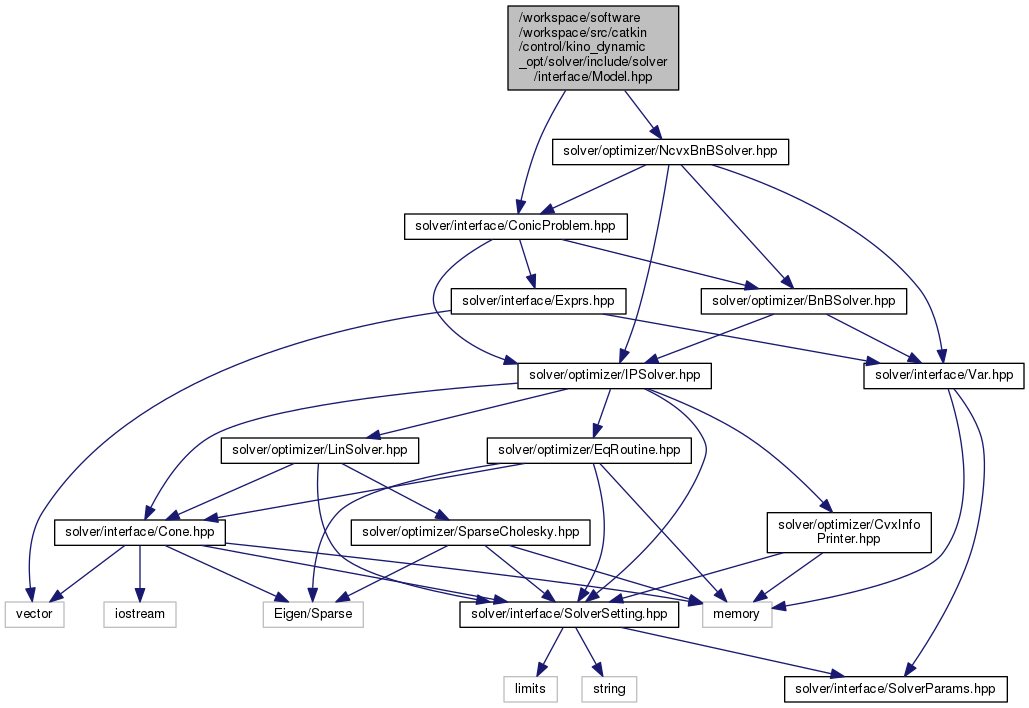 /workspace/software
/workspace/src/catkin
/control/kino_dynamic
_opt/solver/include/solver
/interface/Model.hpp
solver/optimizer/NcvxBnBSolver.hpp
solver/interface/ConicProblem.hpp
solver/interface/Exprs.hpp
solver/optimizer/BnBSolver.hpp
solver/optimizer/IPSolver.hpp
solver/interface/Var.hpp
solver/optimizer/LinSolver.hpp
solver/optimizer/EqRoutine.hpp
solver/interface/Cone.hpp
solver/optimizer/SparseCholesky.hpp
solver/optimizer/CvxInfo
Printer.hpp
vector
iostream
Eigen/Sparse
solver/interface/SolverSetting.hpp
memory
limits
string
solver/interface/SolverParams.hpp